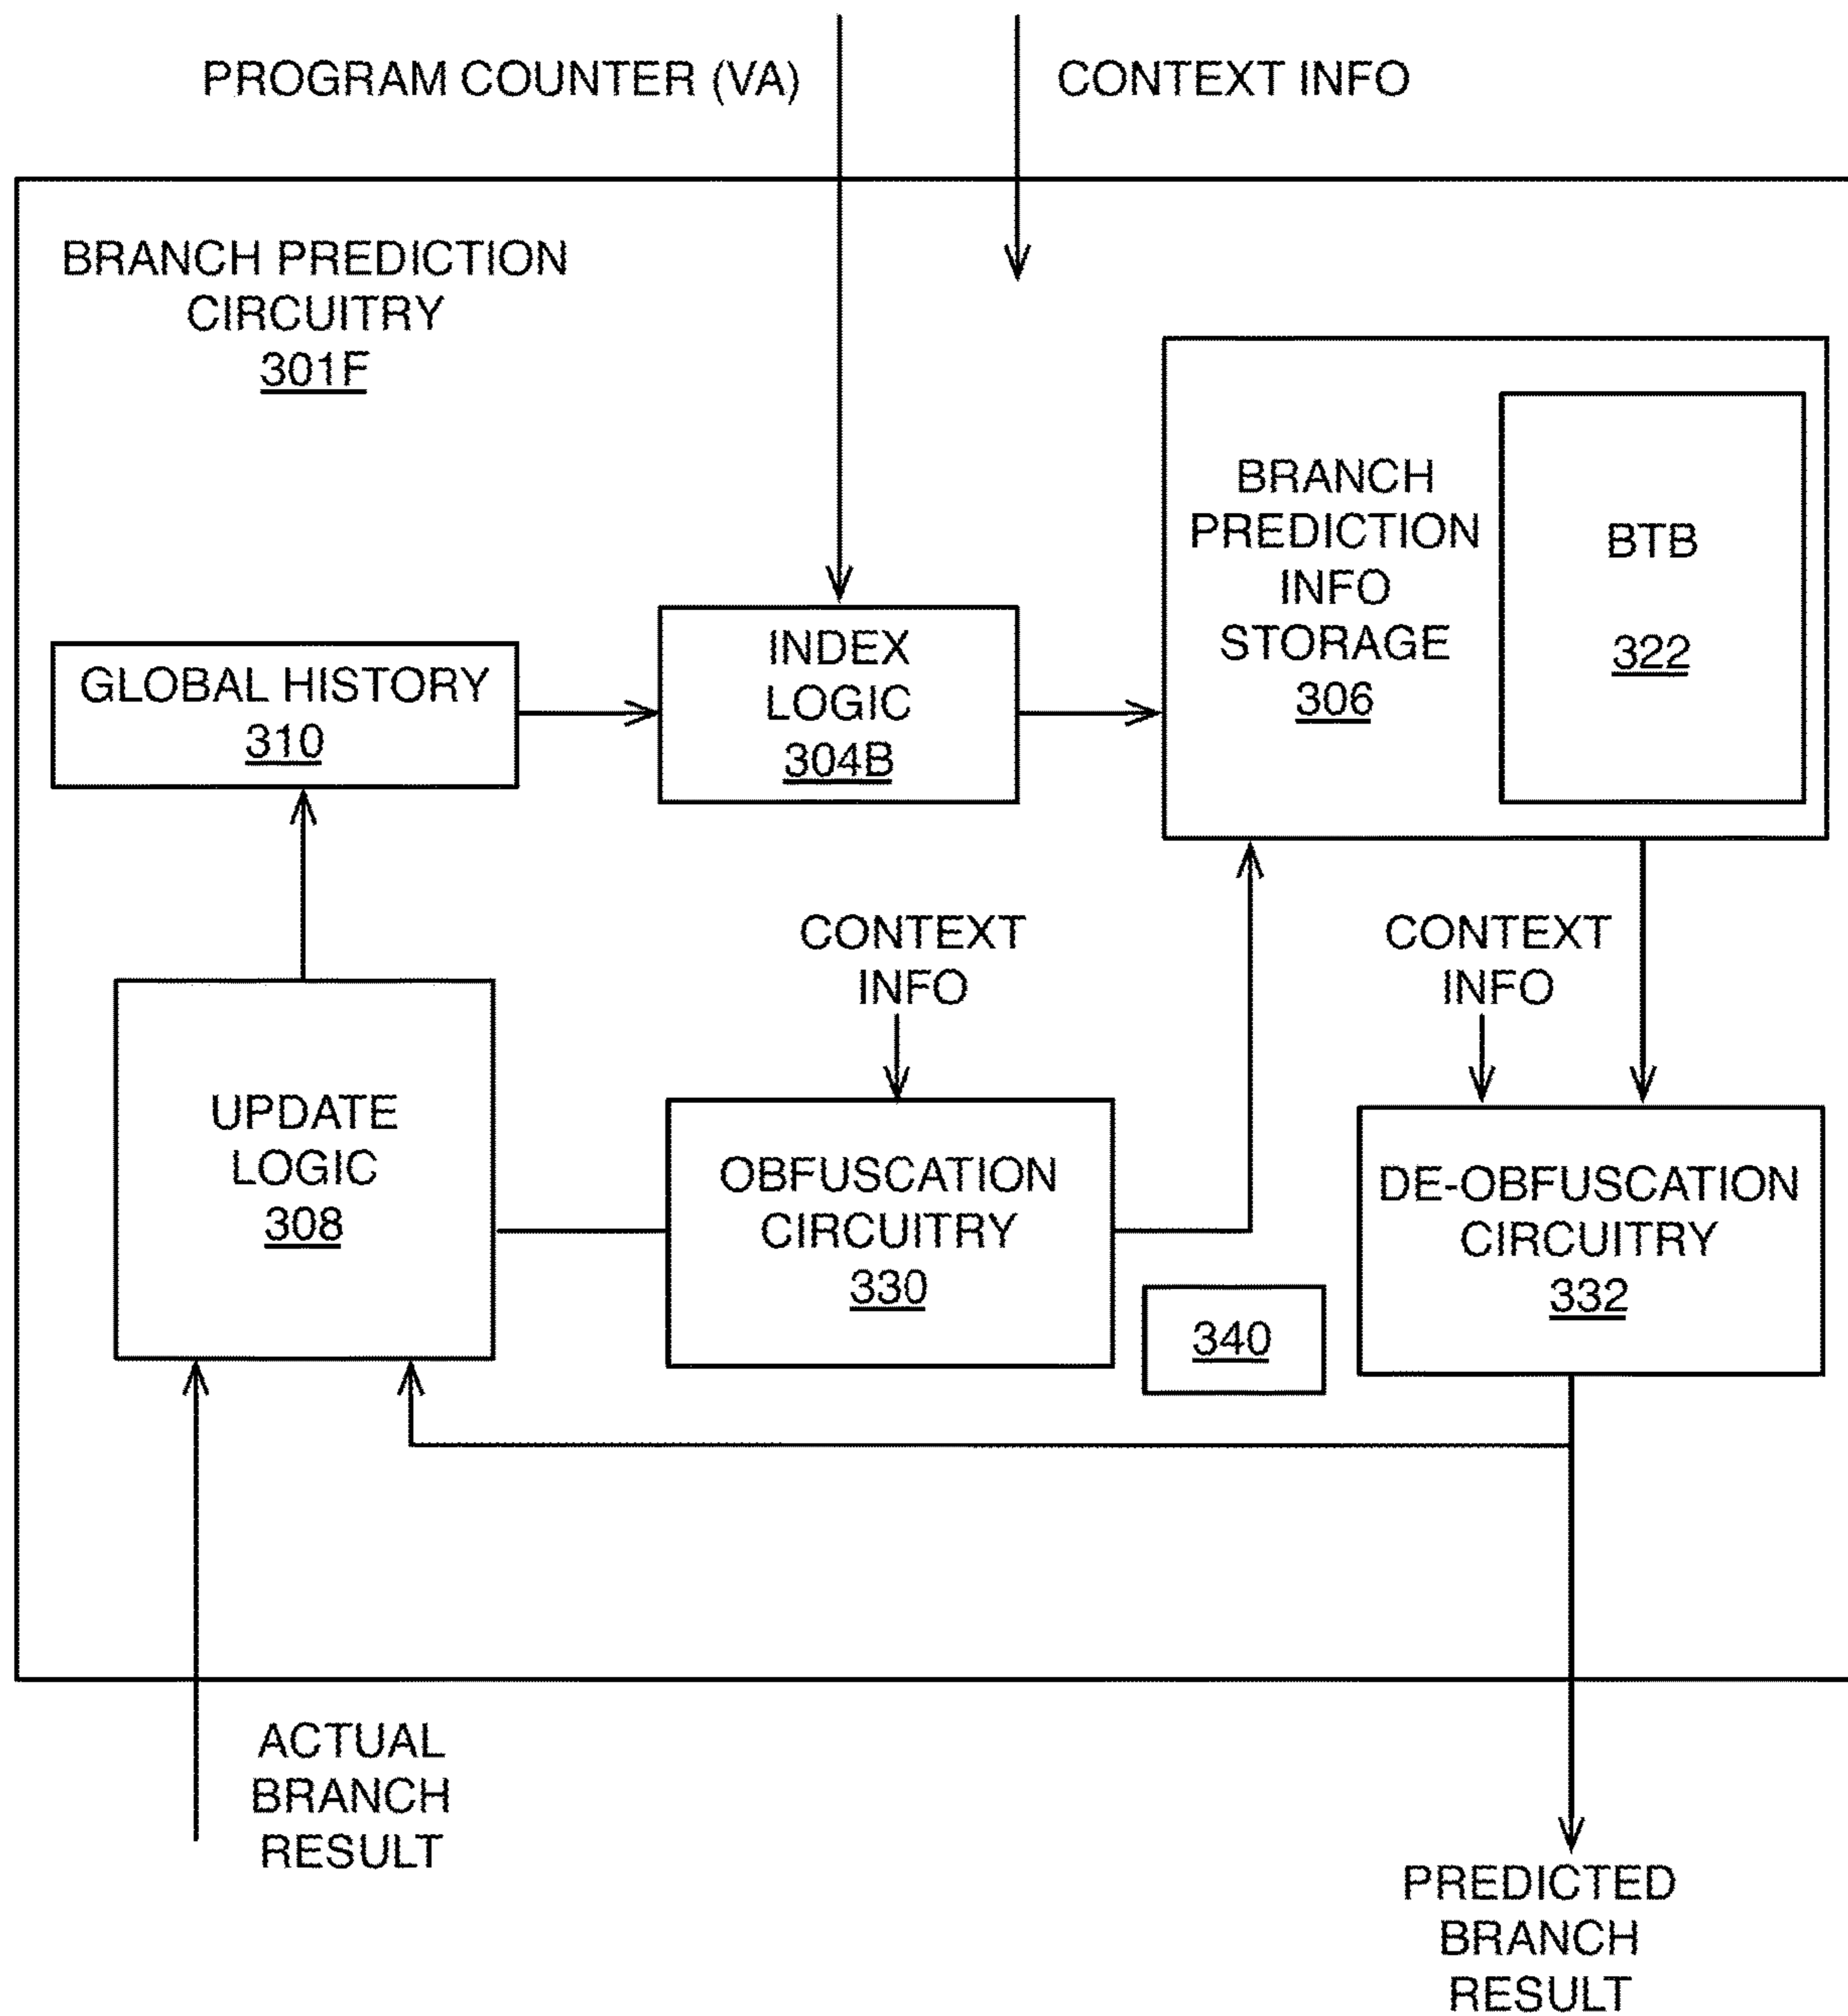 PROGRAM COUNTER (VA)
CONTEXT INFO
BRANCH PREDICTION
CIRCUITRY
301F
BRANCH
PREDICTION
INFO
STORAGE
306
BTB
322
GLOBAL HISTORY
310
INDEX
LOGIC
304B
CONTEXT
INFO
CONTEXT
INFO
UPDATE
LOGIC
308
OBFUSCATION
CIRCUITRY
330
340
DE-OBFUSCATION
CIRCUITRY
332
ACTUAL
BRANCH
RESULT
PREDICTED
BRANCH
RESULT